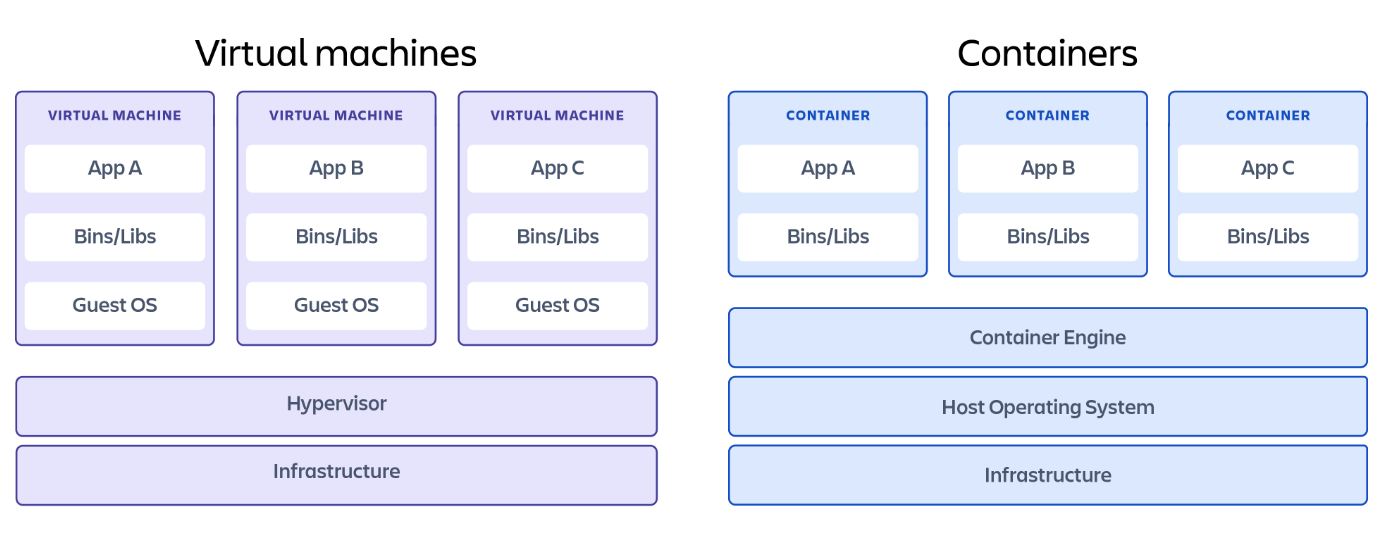 Virtual machines
VIRTUAL MACHINE
App A
Bins/Libs
Guest OS
VIRTUAL MACHINE
App B
Bins/Libs
Guest OS
VIRTUAL MACHINE
App C
Bins/Libs
Guest OS
Hypervisor
Infrastructure
Containers
CONTAINER
App A
Bins/Libs
CONTAINER
App B
Bins/Libs
CONTAINER
App C
Bins/Libs
Container Engine
Host Operating System
Infrastructure